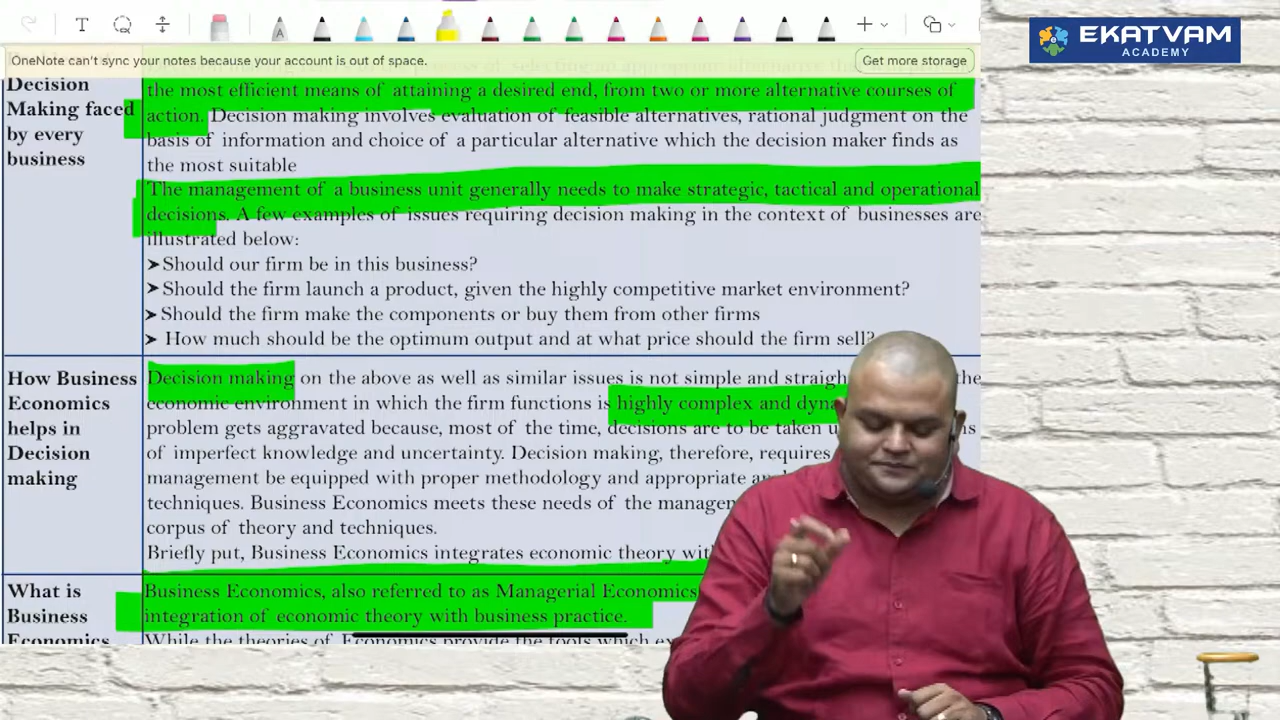 EKATVAM
ACADEMY
OneNote can't sync your notes because your account is out of space.
Get more storage
Decision
Making faced
by every
business
the most efficient means of attaining a desired end, from two or more alternative courses of
action. Decision making involves evaluation of feasible alternatives, rational judgment on the
basis of information and choice of a particular alternative which the decision maker finds as
the most suitable
The management of a business unit generally needs to make strategic, tactical and operational
decisions. A few examples of issues requiring decision making in the context of businesses are
illustrated below:
➤Should our firm be in this business?
➤Should the firm launch a product, given the highly competitive market environment?
➤Should the firm make the components or buy them from other firms
➤ How much should be the optimum output and at what price should the firm sell?
How Business
Economics
helps in
Decision
making
Decision making on the above as well as similar issues is not simple and the
economic environment in which the firm functions is highly complex and
problem gets aggravated because, most of the time, decisions are to be taken
of imperfect knowledge and uncertainty. Decision making, therefore, requires
management be equipped with proper methodology and appropriate
techniques. Business Economics meets these needs of the
corpus of theory and techniques.
Briefly put, Business Economics integrates economic theory
What is
Business
Economics
Business Economics, also referred to as Managerial Economics
integration of economic theory with business practice.
While the theories of Economics provide the tools which